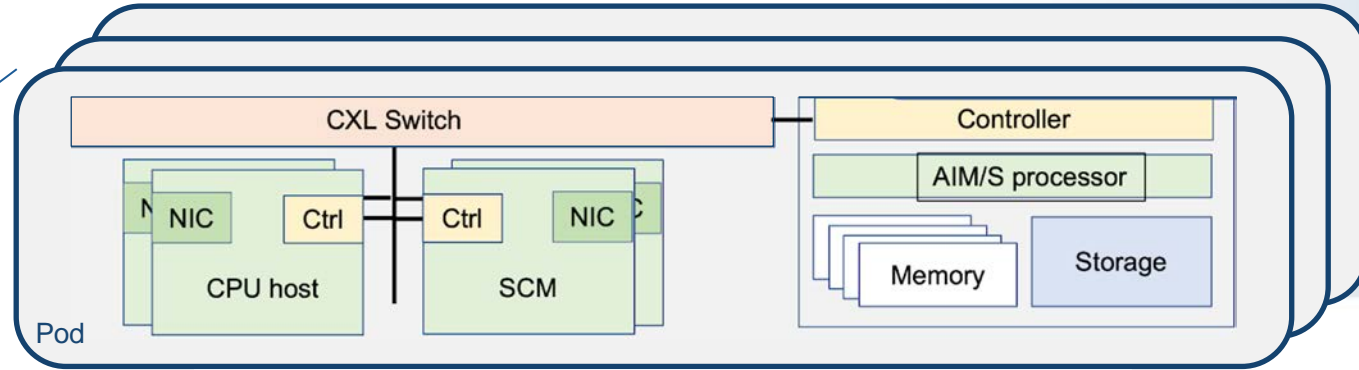 CXL Switch
Controller
AIM/S processor
NIC
Ctrl
Ctrl
NIC
CPU host
SCM
Memory
Storage
Pod